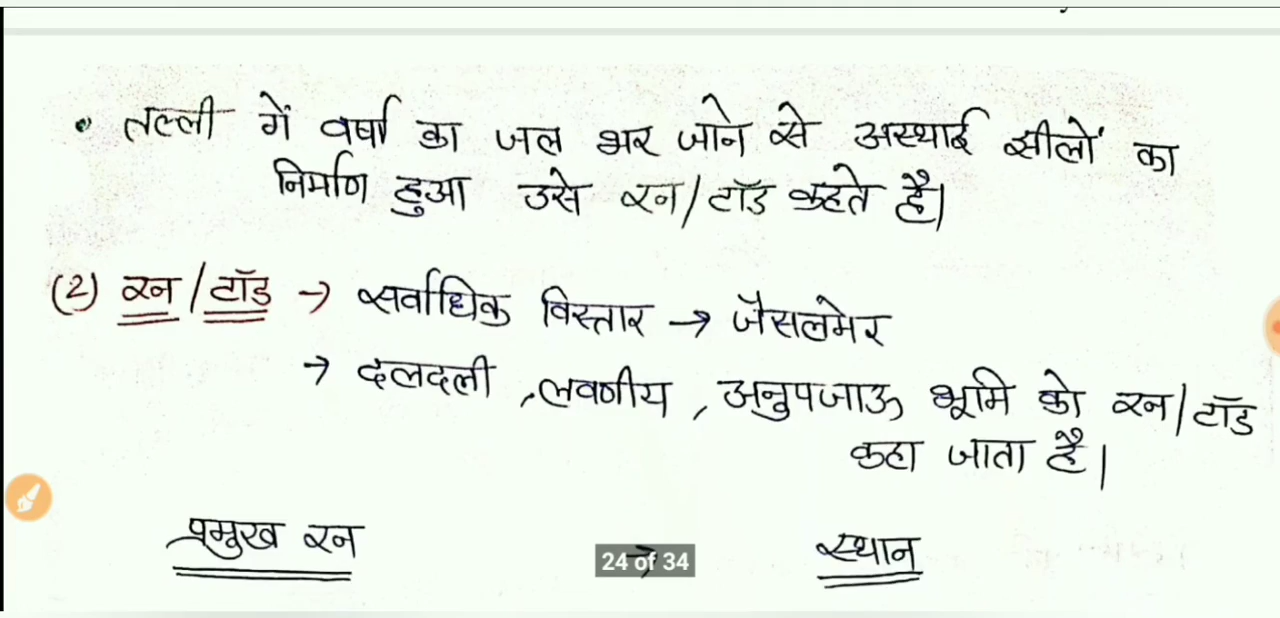 • तल्ली में वर्षा का जल भर जाने से अस्थाई झीलों का
निर्माण हुआ उसे रन/टॉड कहते है।
(2) रन/टॉड → सर्वाधिक विस्तार → जैसलमेर
→ दलदली, लवणीय, अनुपजाऊ भूमि को रन/टॉड
कहा जाता है।
प्रमुख रन → स्थान
24 of 34